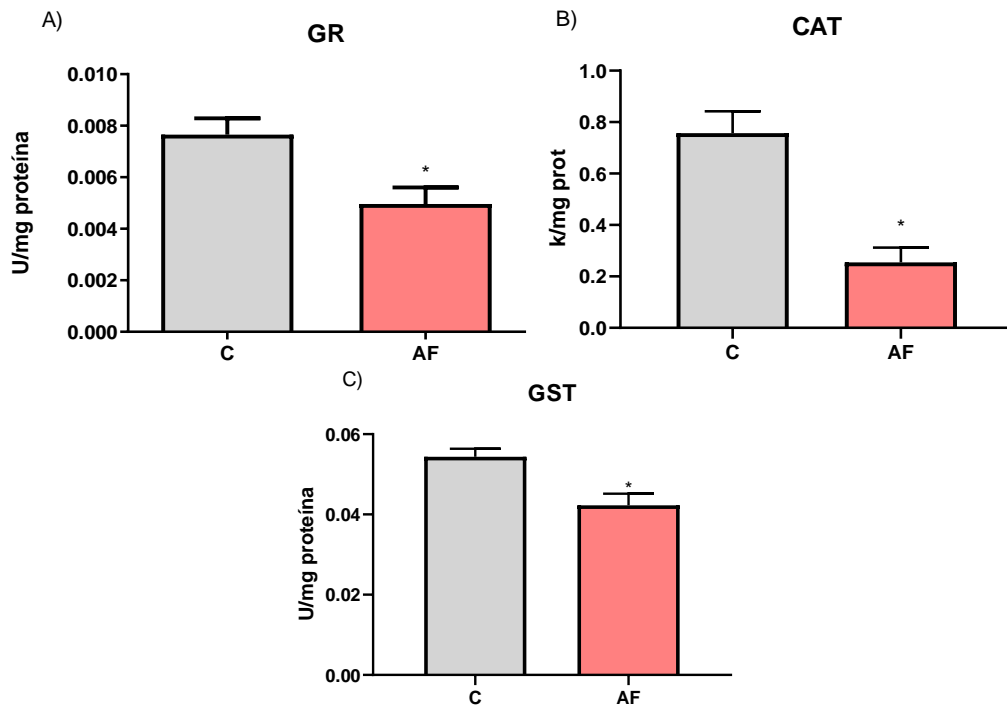 A)
GR
U/mg proteína
0.010
0.008
0.006
0.004
0.002
0.000
*
C
AF
B)
CAT
k/mg prot
1.0
0.8
0.6
0.4
0.2
0.0
*
C
AF
C)
GST
U/mg proteína
0.06
0.04
0.02
0.00
*
C
AF